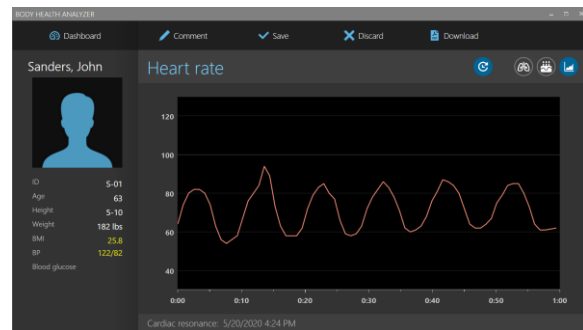 BODY HEALTH ANALYZER
Dashboard
Comment
Save
Discard
Download
Sanders, John
Heart rate
ID S-01
Age 63
Height 5-10
Weight 182 lbs
BMI 25.8
BP 122/82
Blood glucose
120
100
80
60
40
0:00 0:10 0:20 0:30 0:40 0:50 1:00
Cardiac resonance: 5/20/2020 4:24 PM